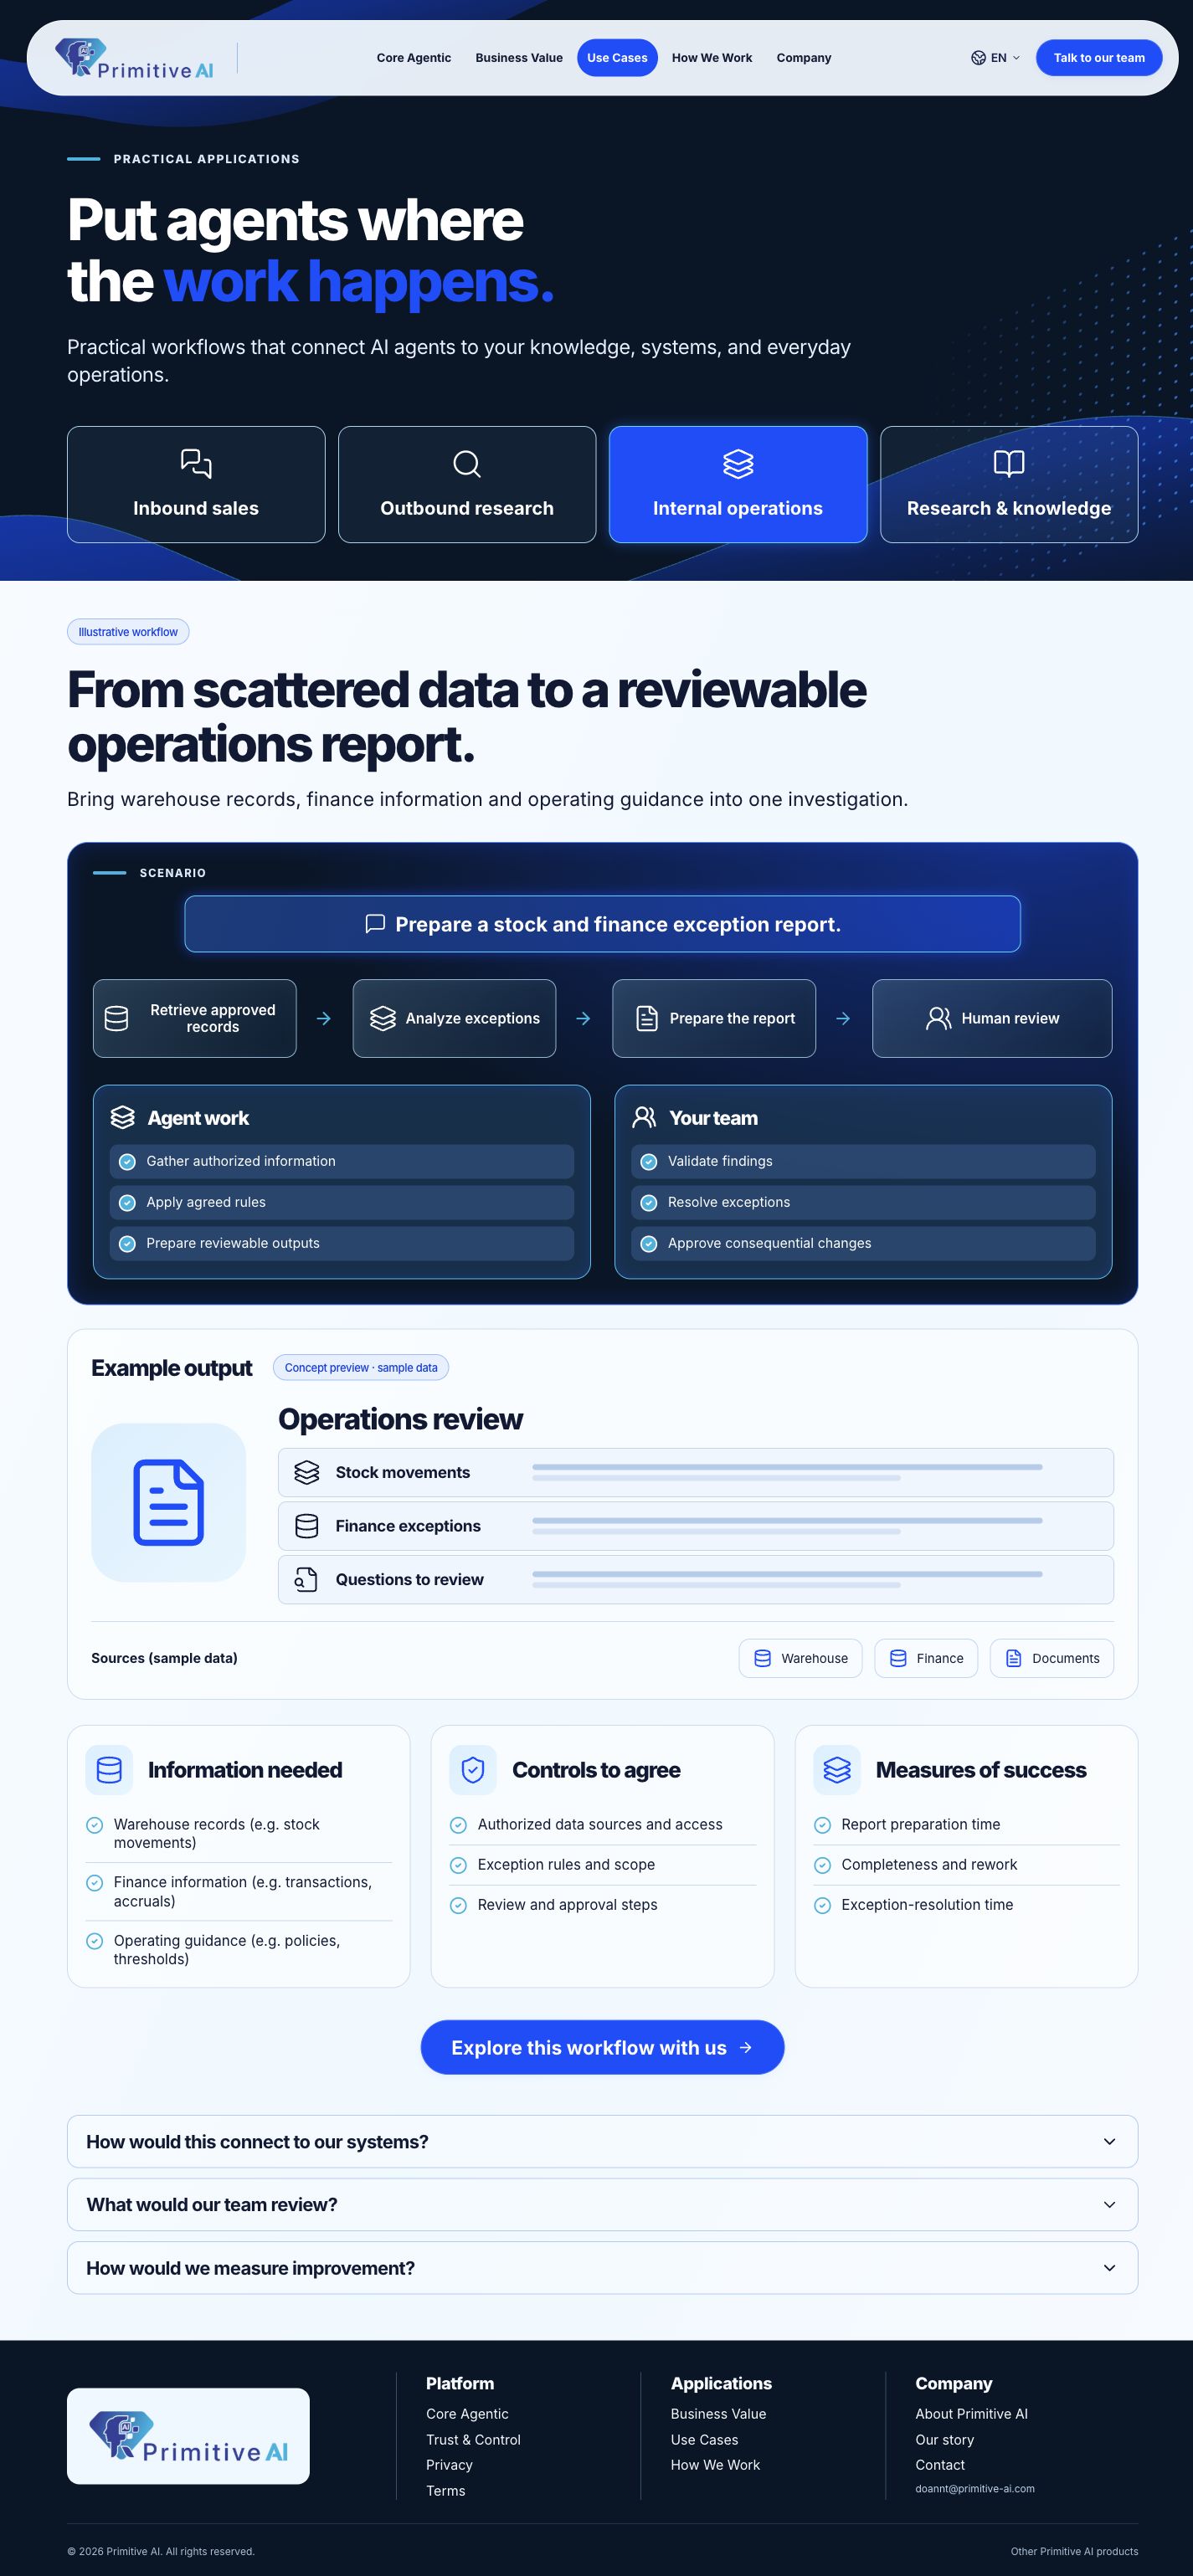 Primitive AI
Core Agentic
Business Value
Use Cases
How We Work
Company
EN
Talk to our team
PRACTICAL APPLICATIONS
Put agents where
the work happens.
Practical workflows that connect AI agents to your knowledge, systems, and everyday
operations.
Inbound sales
Outbound research
Internal operations
Research & knowledge
Illustrative workflow
From scattered data to a reviewable
operations report.
Bring warehouse records, finance information and operating guidance into one investigation.
SCENARIO
Prepare a stock and finance exception report.
Retrieve approved
records
Analyze exceptions
Prepare the report
Human review
Agent work
Gather authorized information
Apply agreed rules
Prepare reviewable outputs
Your team
Validate findings
Resolve exceptions
Approve consequential changes
Example output
Concept preview · sample data
Operations review
Stock movements
Finance exceptions
Questions to review
Sources (sample data)
Warehouse
Finance
Documents
Information needed
Warehouse records (e.g. stock
movements)
Finance information (e.g. transactions,
accruals)
Operating guidance (e.g. policies,
thresholds)
Controls to agree
Authorized data sources and access
Exception rules and scope
Review and approval steps
Measures of success
Report preparation time
Completeness and rework
Exception-resolution time
Explore this workflow with us
How would this connect to our systems?
What would our team review?
How would we measure improvement?
Primitive AI
Platform
Core Agentic
Trust & Control
Privacy
Terms
Applications
Business Value
Use Cases
How We Work
Company
About Primitive AI
Our story
Contact
doannt@primitive-ai.com
© 2026 Primitive AI. All rights reserved.
Other Primitive AI products